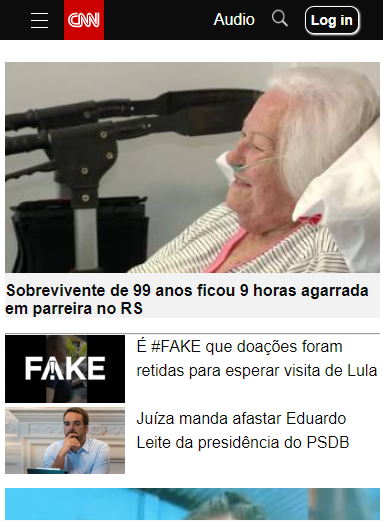 CNN
Audio
Log in
Sobrevivente de 99 anos ficou 9 horas agarrada
em parreira no RS
FAKE
É #FAKE que doações foram
retidas para esperar visita de Lula
Juíza manda afastar Eduardo
Leite da presidência do PSDB